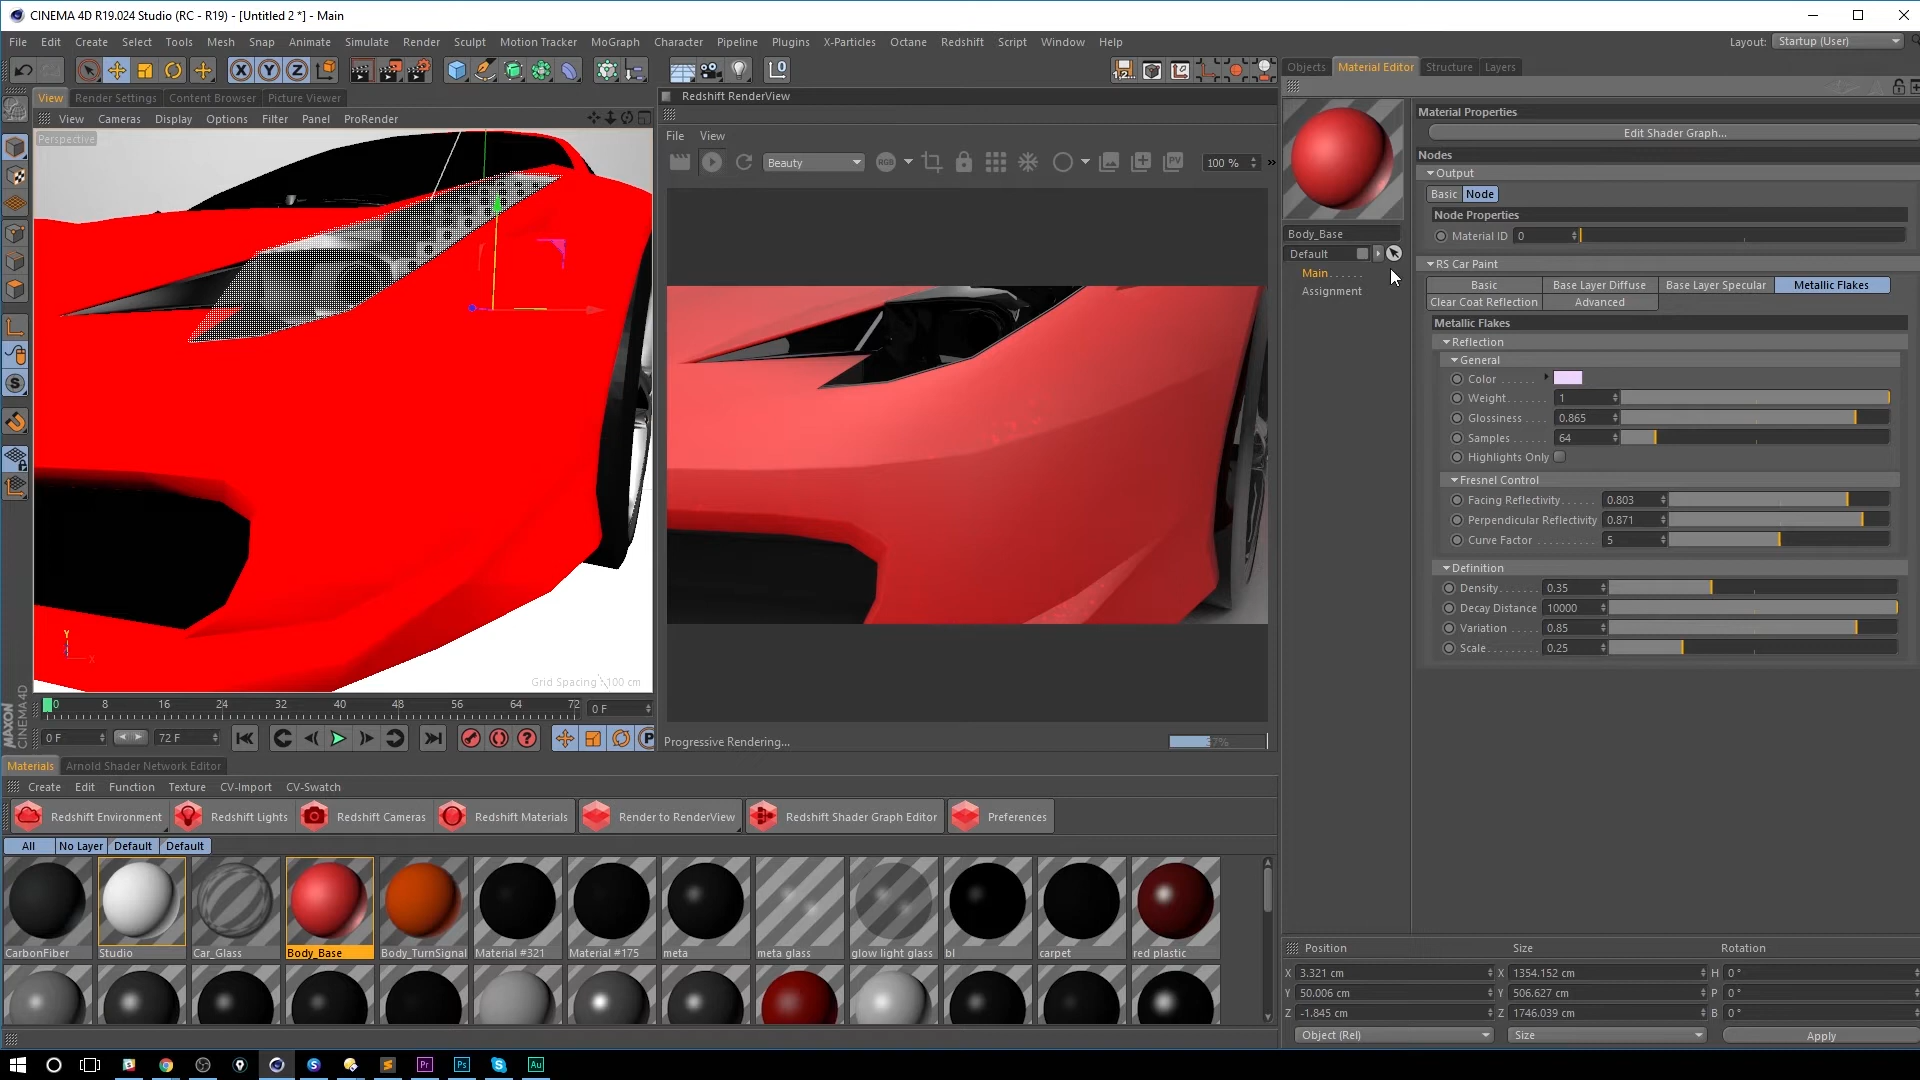 CINEMA 4D R19.024 Studio (RC - R19) - [Untitled 2 *] - Main
File Edit Create Select Tools Mesh Snap Animate Simulate Render Sculpt Motion Tracker MoGraph Character Pipeline Plugins X-Particles Octane Redshift Script Window Help
Layout: Startup (User)
Objects Material Editor Structure Layers
View Render Settings Content Browser Picture Viewer
Redshift RenderView
View Cameras Display Options Filter Panel ProRender
Perspective
File View
Beauty
RGB
PV
100 %
Grid Spacing : 100 cm
Y
X
Progressive Rendering...
37%
0 8 16 24 32 40 48 56 64 72
0 F
0 F
72 F
MAXON
CINEMA 4D
Body_Base
Default
Main
Assignment
Material Properties
Edit Shader Graph...
Nodes
Output
Basic Node
Node Properties
Material ID 0
RS Car Paint
Basic Base Layer Diffuse Base Layer Specular Metallic Flakes
Clear Coat Reflection Advanced
Metallic Flakes
Reflection
General
Color
Weight 1
Glossiness 0.865
Samples 64
Highlights Only
Fresnel Control
Facing Reflectivity 0.803
Perpendicular Reflectivity 0.871
Curve Factor 5
Definition
Density 0.35
Decay Distance 10000
Variation 0.85
Scale 0.25
Materials Arnold Shader Network Editor
Create Edit Function Texture CV-Import CV-Swatch
Redshift Environment Redshift Lights Redshift Cameras Redshift Materials Render to RenderView Redshift Shader Graph Editor Preferences
All No Layer Default Default
CarbonFiber Studio Car_Glass Body_Base Body_TurnSignal Material #321 Material #175 meta meta glass glow light glass bl carpet red plastic
Position Size Rotation
X 3.321 cm X 1354.152 cm H 0 °
Y 50.006 cm Y 506.627 cm P 0 °
Z -1.845 cm Z 1746.039 cm B 0 °
Object (Rel) Size Apply